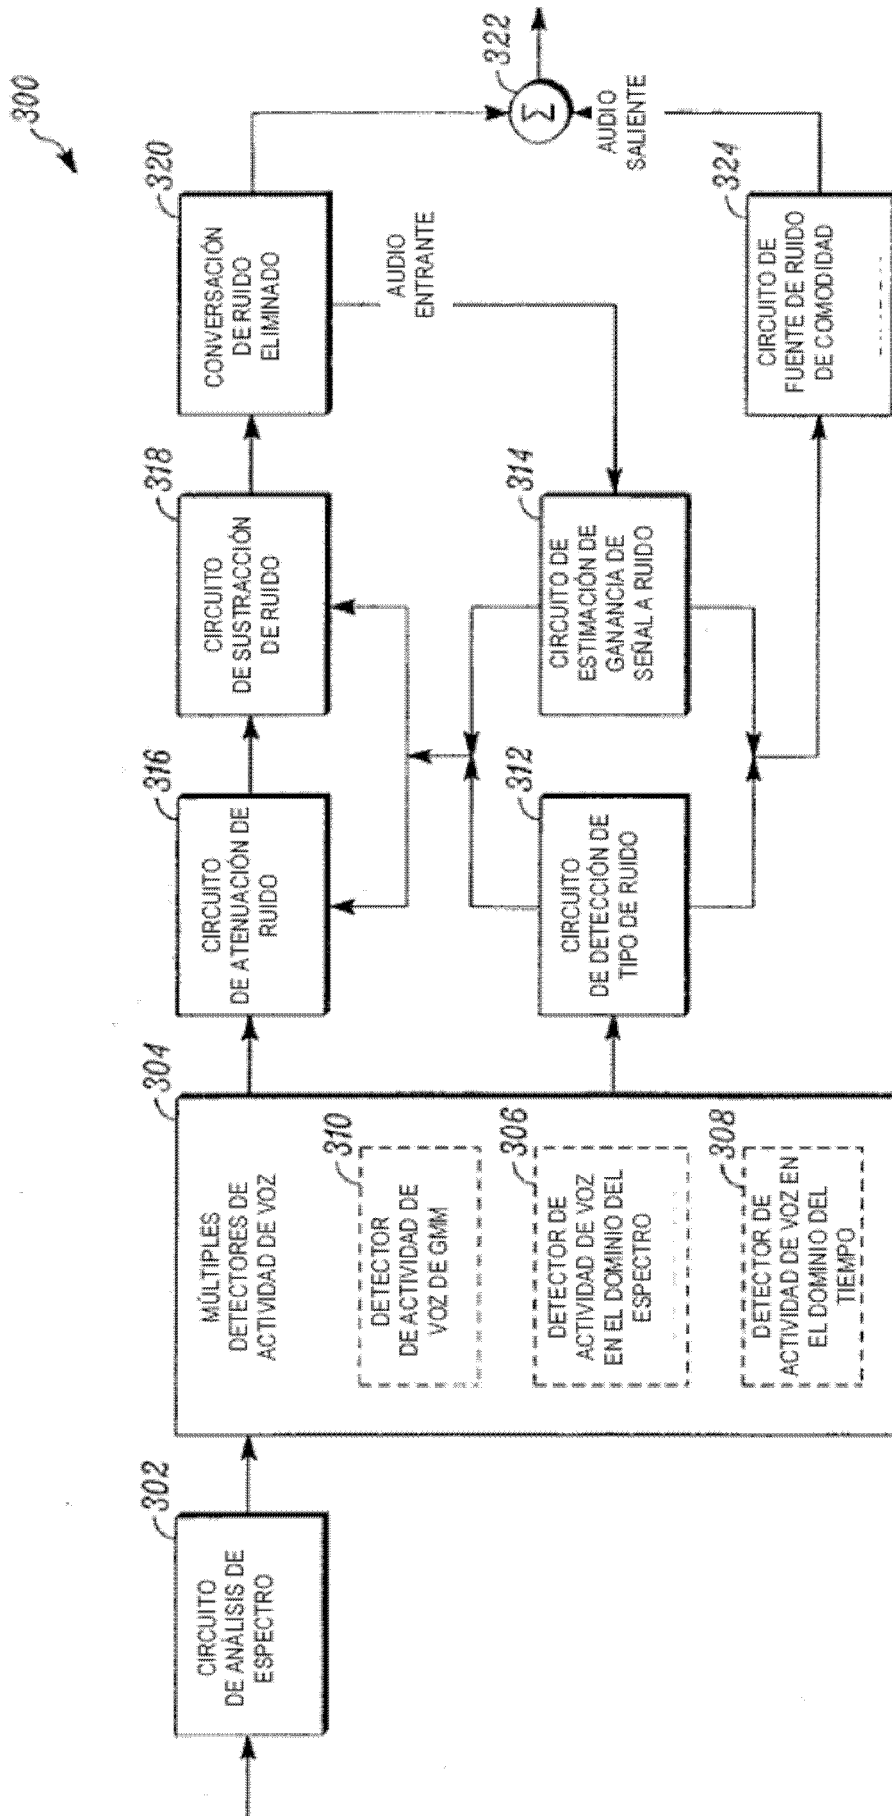 300
302
CIRCUITO
DE ANÁLISIS DE
ESPECTRO
304
MÚLTIPLES
DETECTORES DE
ACTIVIDAD DE VOZ
310
DETECTOR
DE ACTIVIDAD DE
VOZ DE GMM
306
DETECTOR DE
ACTIVIDAD DE VOZ
EN EL DOMINIO DEL
ESPECTRO
308
DETECTOR DE
ACTIVIDAD DE VOZ EN
EL DOMINIO DEL
TIEMPO
316
CIRCUITO
DE ATENUACIÓN DE
RUIDO
312
CIRCUITO
DE DETECCIÓN DE
TIPO DE RUIDO
318
CIRCUITO
DE SUSTRACCIÓN
DE RUIDO
314
CIRCUITO DE
ESTIMACIÓN DE
GANANCIA DE
SEÑAL A RUIDO
320
CONVERSACIÓN
DE RUIDO
ELIMINADO
AUDIO
ENTRANTE
324
CIRCUITO DE
FUENTE DE RUIDO
DE COMODIDAD
322
Σ
AUDIO
SALIENTE